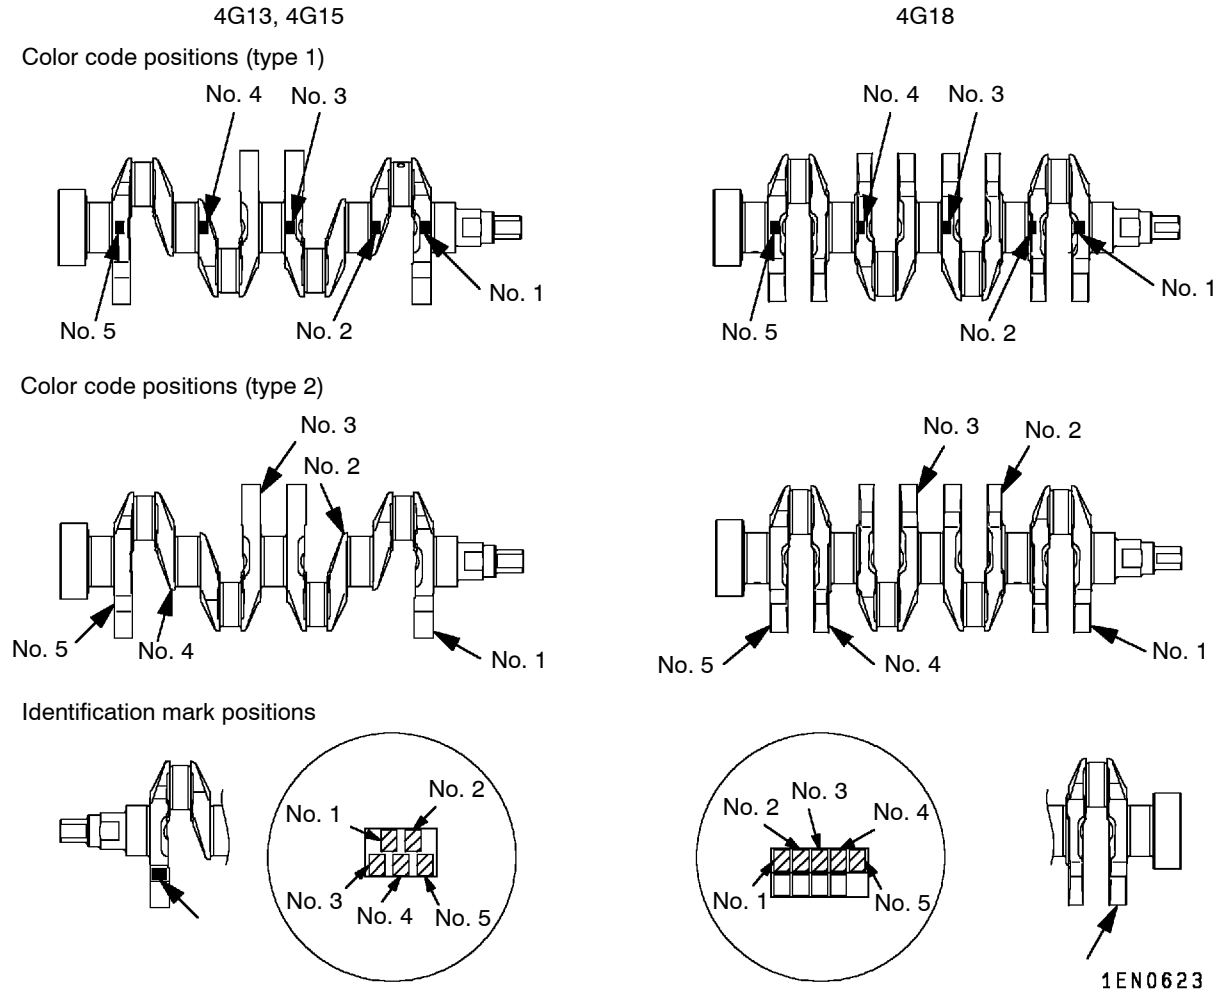 4G13, 4G15
4G18
Color code positions (type 1)
No. 4
No. 3
No. 4
No. 3
No. 1
No. 1
No. 5
No. 2
No. 5
No. 2
Color code positions (type 2)
No. 3
No. 2
No. 3
No. 2
No. 5
No. 4
No. 1
No. 5
No. 4
No. 1
Identification mark positions
No. 1
No. 2
No. 3
No. 4
No. 5
No. 2
No. 3
No. 4
No. 1
No. 5
1EN0623